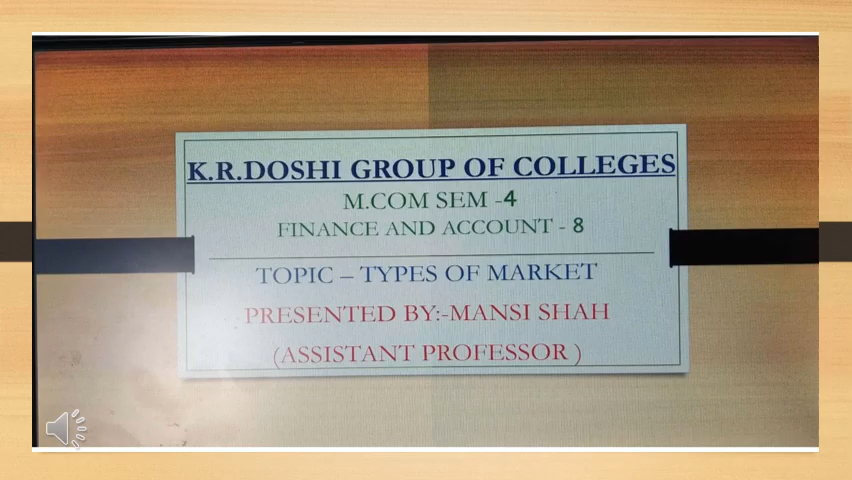 K.R.DOSHI GROUP OF COLLEGES
M.COM SEM -4
FINANCE AND ACCOUNT - 8
TOPIC – TYPES OF MARKET
PRESENTED BY:-MANSI SHAH
(ASSISTANT PROFESSOR )